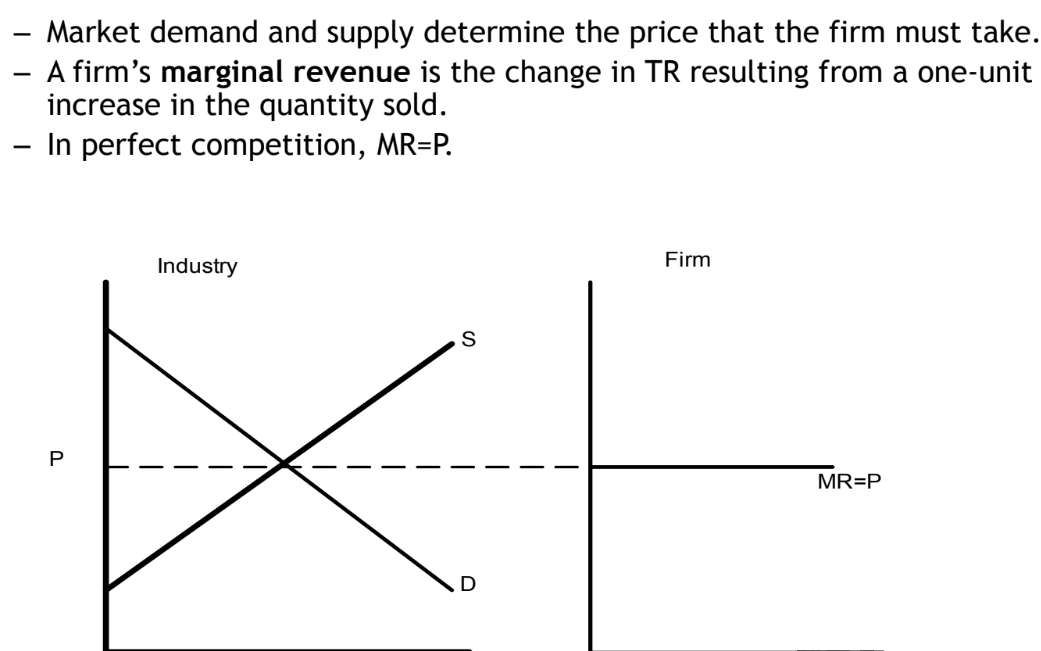 – Market demand and supply determine the price that the firm must take.
– A firm’s marginal revenue is the change in TR resulting from a one-unit
increase in the quantity sold.
– In perfect competition, MR=P.
Industry
Firm
S
P
MR=P
D